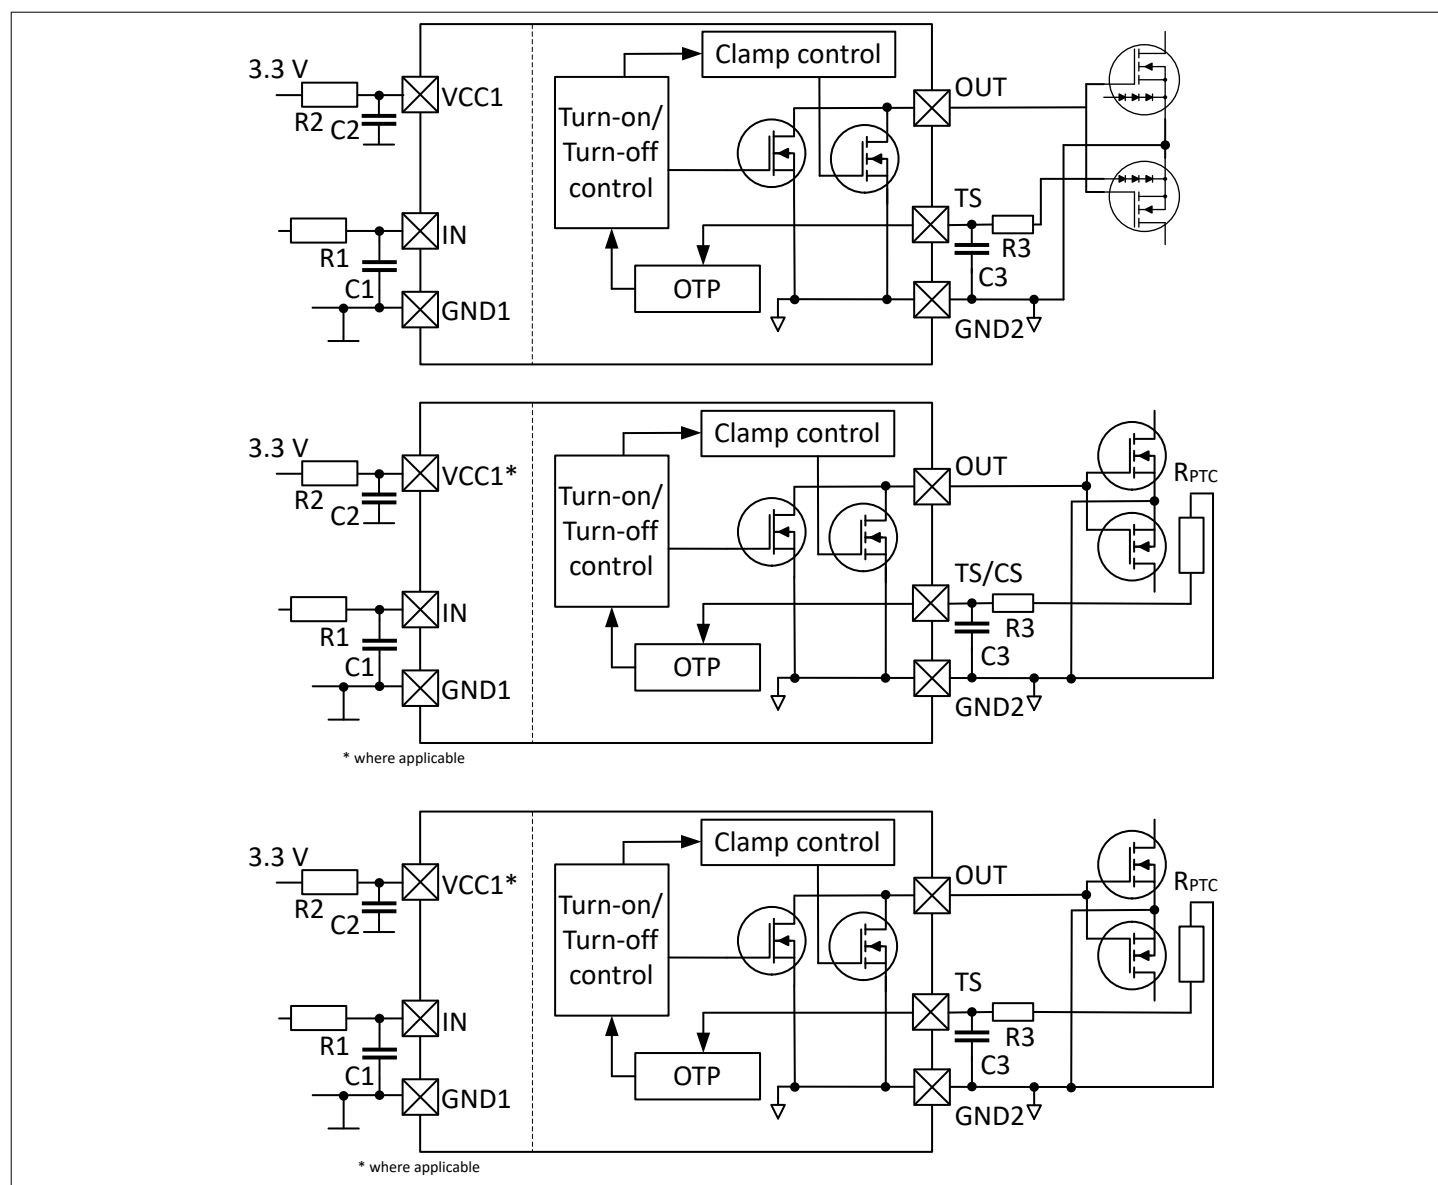 Clamp control
3.3 V
VCC1
R2
C2
Turn-on/
Turn-off
control
OUT
TS
IN
R1
C1
R3
C3
OTP
GND1
GND2
Clamp control
3.3 V
VCC1*
R2
C2
Turn-on/
Turn-off
control
OUT
RPTC
TS/CS
IN
R1
C1
R3
C3
OTP
GND1
GND2
* where applicable
Clamp control
3.3 V
VCC1*
R2
C2
Turn-on/
Turn-off
control
OUT
RPTC
TS
IN
R1
C1
R3
C3
OTP
GND1
GND2
* where applicable